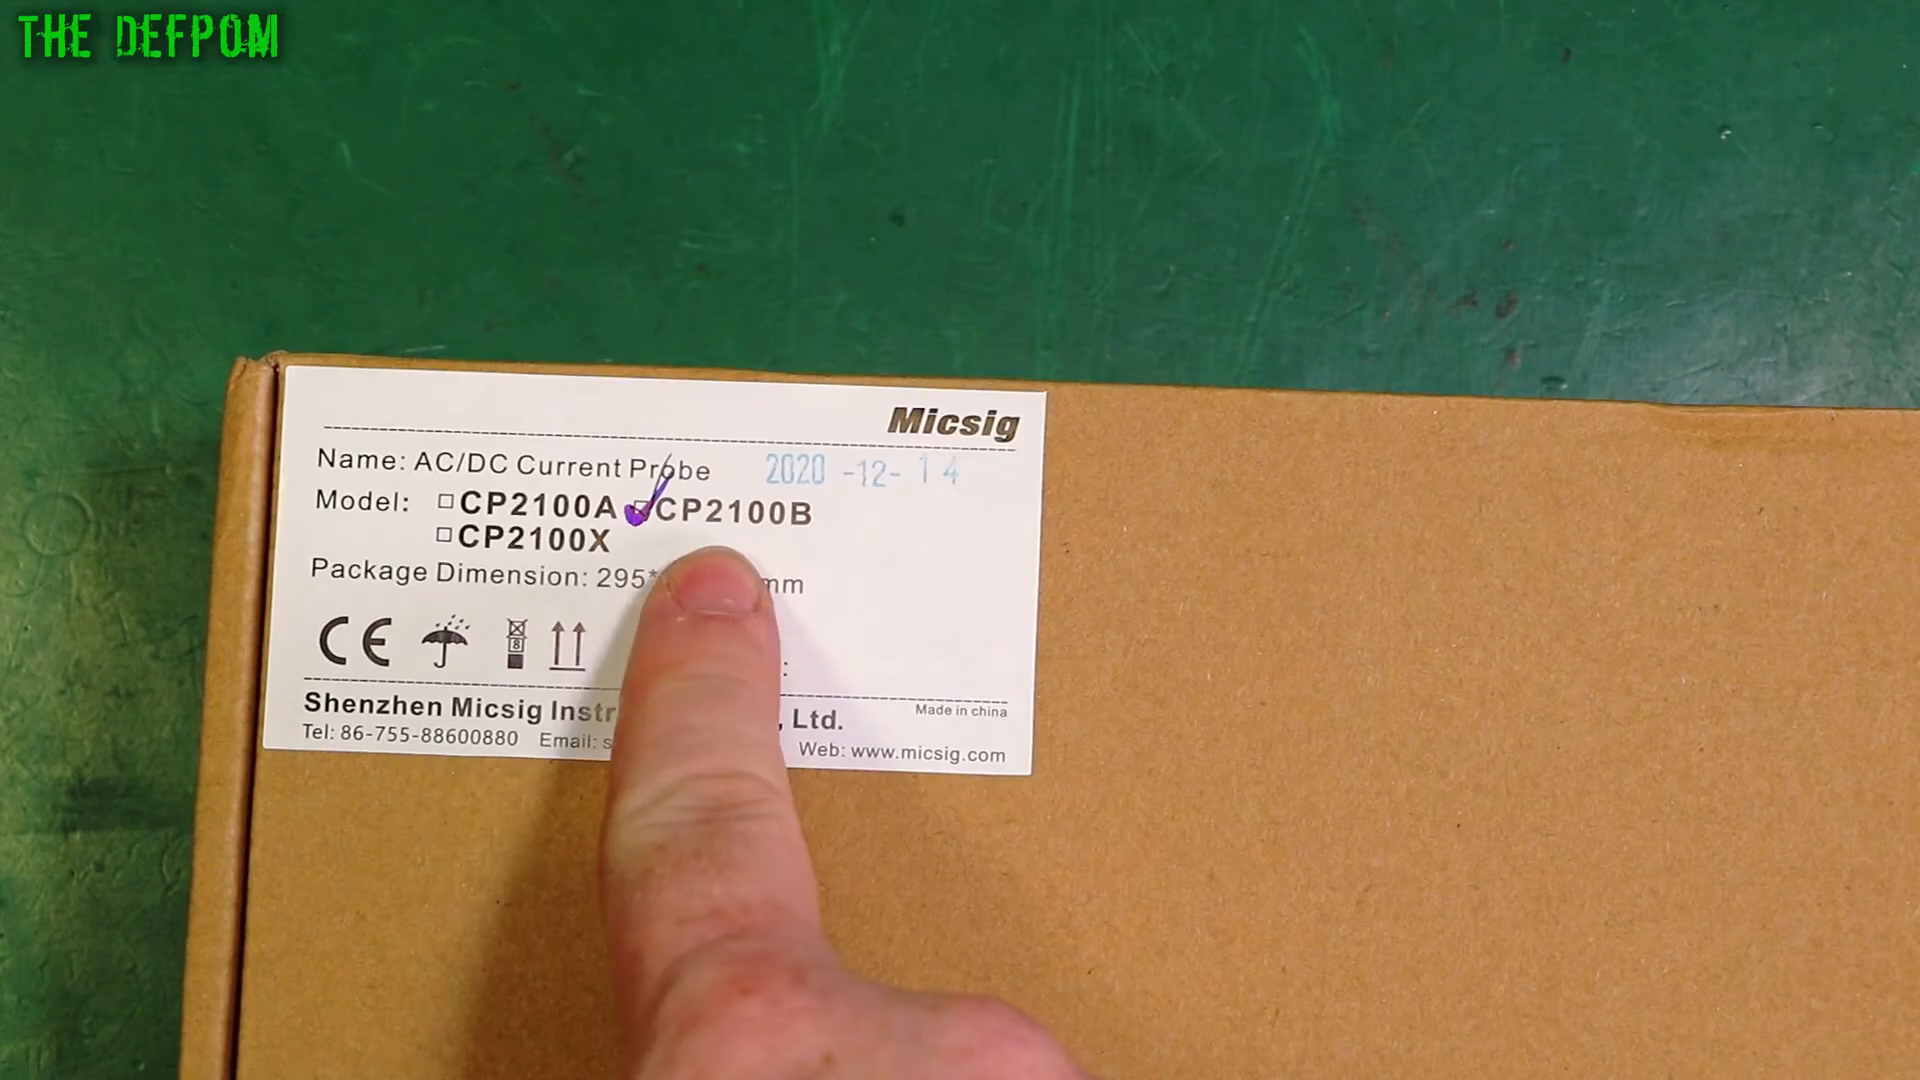 THE DEFPOM
Micsig
Name: AC/DC Current Probe 2020 -12- 14
Model: □CP2100A □CP2100B
□CP2100X
Package Dimension: 295* mm
CE
:
Shenzhen Micsig , Ltd. Made in china
Tel: 86-755-88600880 Email: Web: www.micsig.com